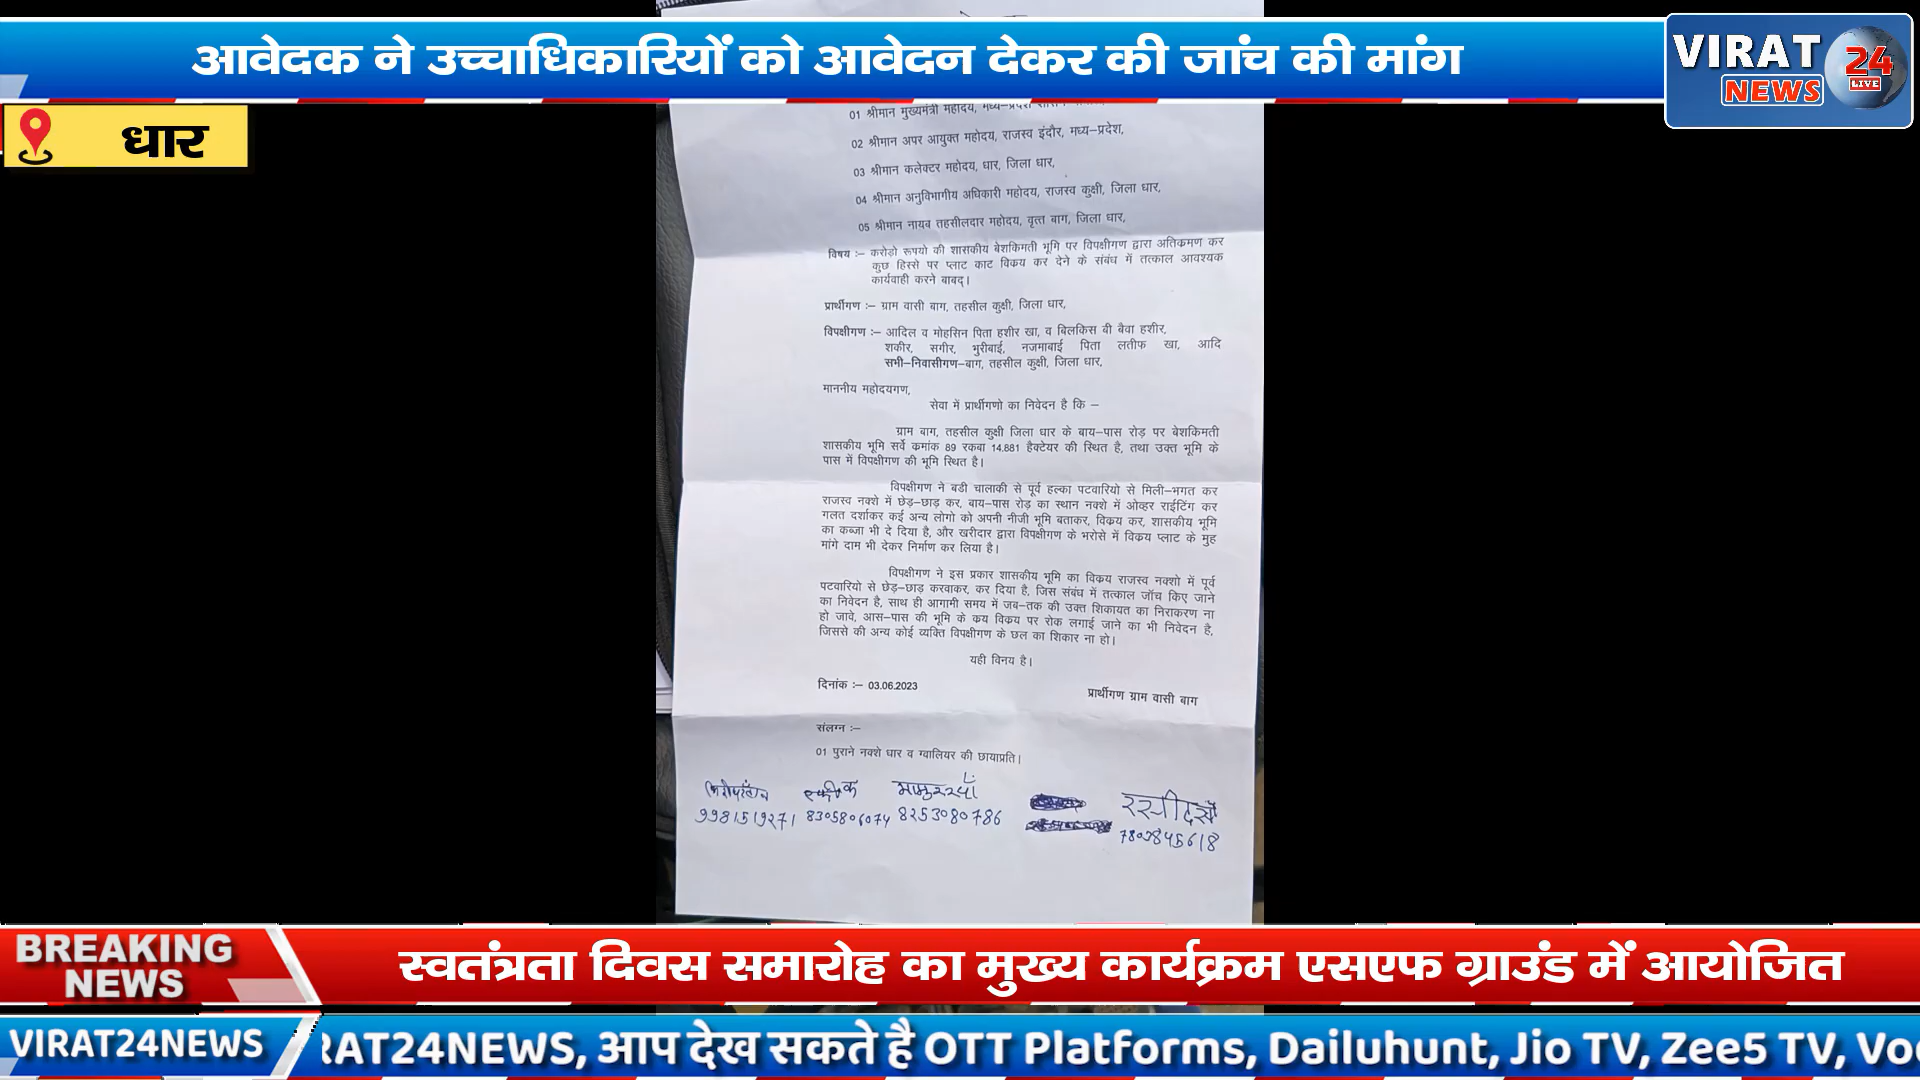 आवेदक ने उच्चाधिकारियों को आवेदन देकर की जांच की मांग
VIRAT
24
LIVE
NEWS
धार
01 श्रीमान मुख्यमंत्री महोदय, मध्य-प्रदेश
02 श्रीमान अपर आयुक्त महोदय, राजस्व इंदौर, मध्य-प्रदेश,
03 श्रीमान कलेक्टर महोदय, धार, जिला धार,
04 श्रीमान अनुविभागीय अधिकारी महोदय, राजस्व कुक्षी, जिला धार,
05 श्रीमान नायब तहसीलदार महोदय, वृत्त बाग, जिला धार,
विषय :– करोड़ो रूपयो की शासकीय बेशकिमती भूमि पर विपक्षीगण द्वारा अतिक्रमण कर
कुछ हिस्से पर प्लाट काट विक्रय कर देने के संबंध में तत्काल आवश्यक
कार्यवाही करने बाबद्।
प्रार्थीगण :– ग्राम वासी बाग, तहसील कुक्षी, जिला धार,
विपक्षीगण :– आदिल व मोहसिन पिता हशीर खा, व बिलकिस बी बैवा हशीर,
शकीर, सगीर, भुरीबाई, नजमाबाई पिता लतीफ खा, आदि
सभी–निवासीगण–बाग, तहसील कुक्षी, जिला धार,
माननीय महोदयगण,
सेवा में प्रार्थीगणो का निवेदन है कि –
ग्राम बाग, तहसील कुक्षी जिला धार के बाय–पास रोड़ पर बेशकिमती
शासकीय भूमि सर्वे क्रमांक 89 रकबा 14.881 हैक्टेयर की स्थित है, तथा उक्त भूमि के
पास में विपक्षीगण की भूमि स्थित है।
विपक्षीगण ने बडी चालाकी से पूर्व हल्का पटवारियो से मिली–भगत कर
राजस्व नक्शे में छेड़–छाड़ कर, बाय–पास रोड़ का स्थान नक्शे में ओव्हर राईटिंग कर
गलत दर्शाकर कई अन्य लोगो को अपनी नीजी भूमि बताकर, विक्रय कर, शासकीय भूमि
का कब्जा भी दे दिया है, और खरीदार द्वारा विपक्षीगण के भरोसे में विक्रय प्लाट के मुह
मांगे दाम भी देकर निर्माण कर लिया है।
विपक्षीगण ने इस प्रकार शासकीय भूमि का विक्रय राजस्व नक्शो में पूर्व
पटवारियो से छेड़–छाड़ करवाकर, कर दिया है, जिस संबंध में तत्काल जाँच किए जाने
का निवेदन है, साथ ही आगामी समय में जब–तक की उक्त शिकायत का निराकरण ना
हो जावे, आस–पास की भूमि के क्रय विक्रय पर रोक लगाई जाने का भी निवेदन है,
जिससे की अन्य कोई व्यक्ति विपक्षीगण के छल का शिकार ना हो।
यही विनय है।
दिनांक :– 03.06.2023
प्रार्थीगण ग्राम वासी बाग
संलग्न :–
01 पुराने नक्शे धार व ग्वालियर की छायाप्रति।
9981519271 8305806074 8253080786
7809845618
BREAKING
NEWS
स्वतंत्रता दिवस समारोह का मुख्य कार्यक्रम एसएफ ग्राउंड में आयोजित
VIRAT24NEWS
RAT24NEWS, आप देख सकते है OTT Platforms, Dailuhunt, Jio TV, Zee5 TV,